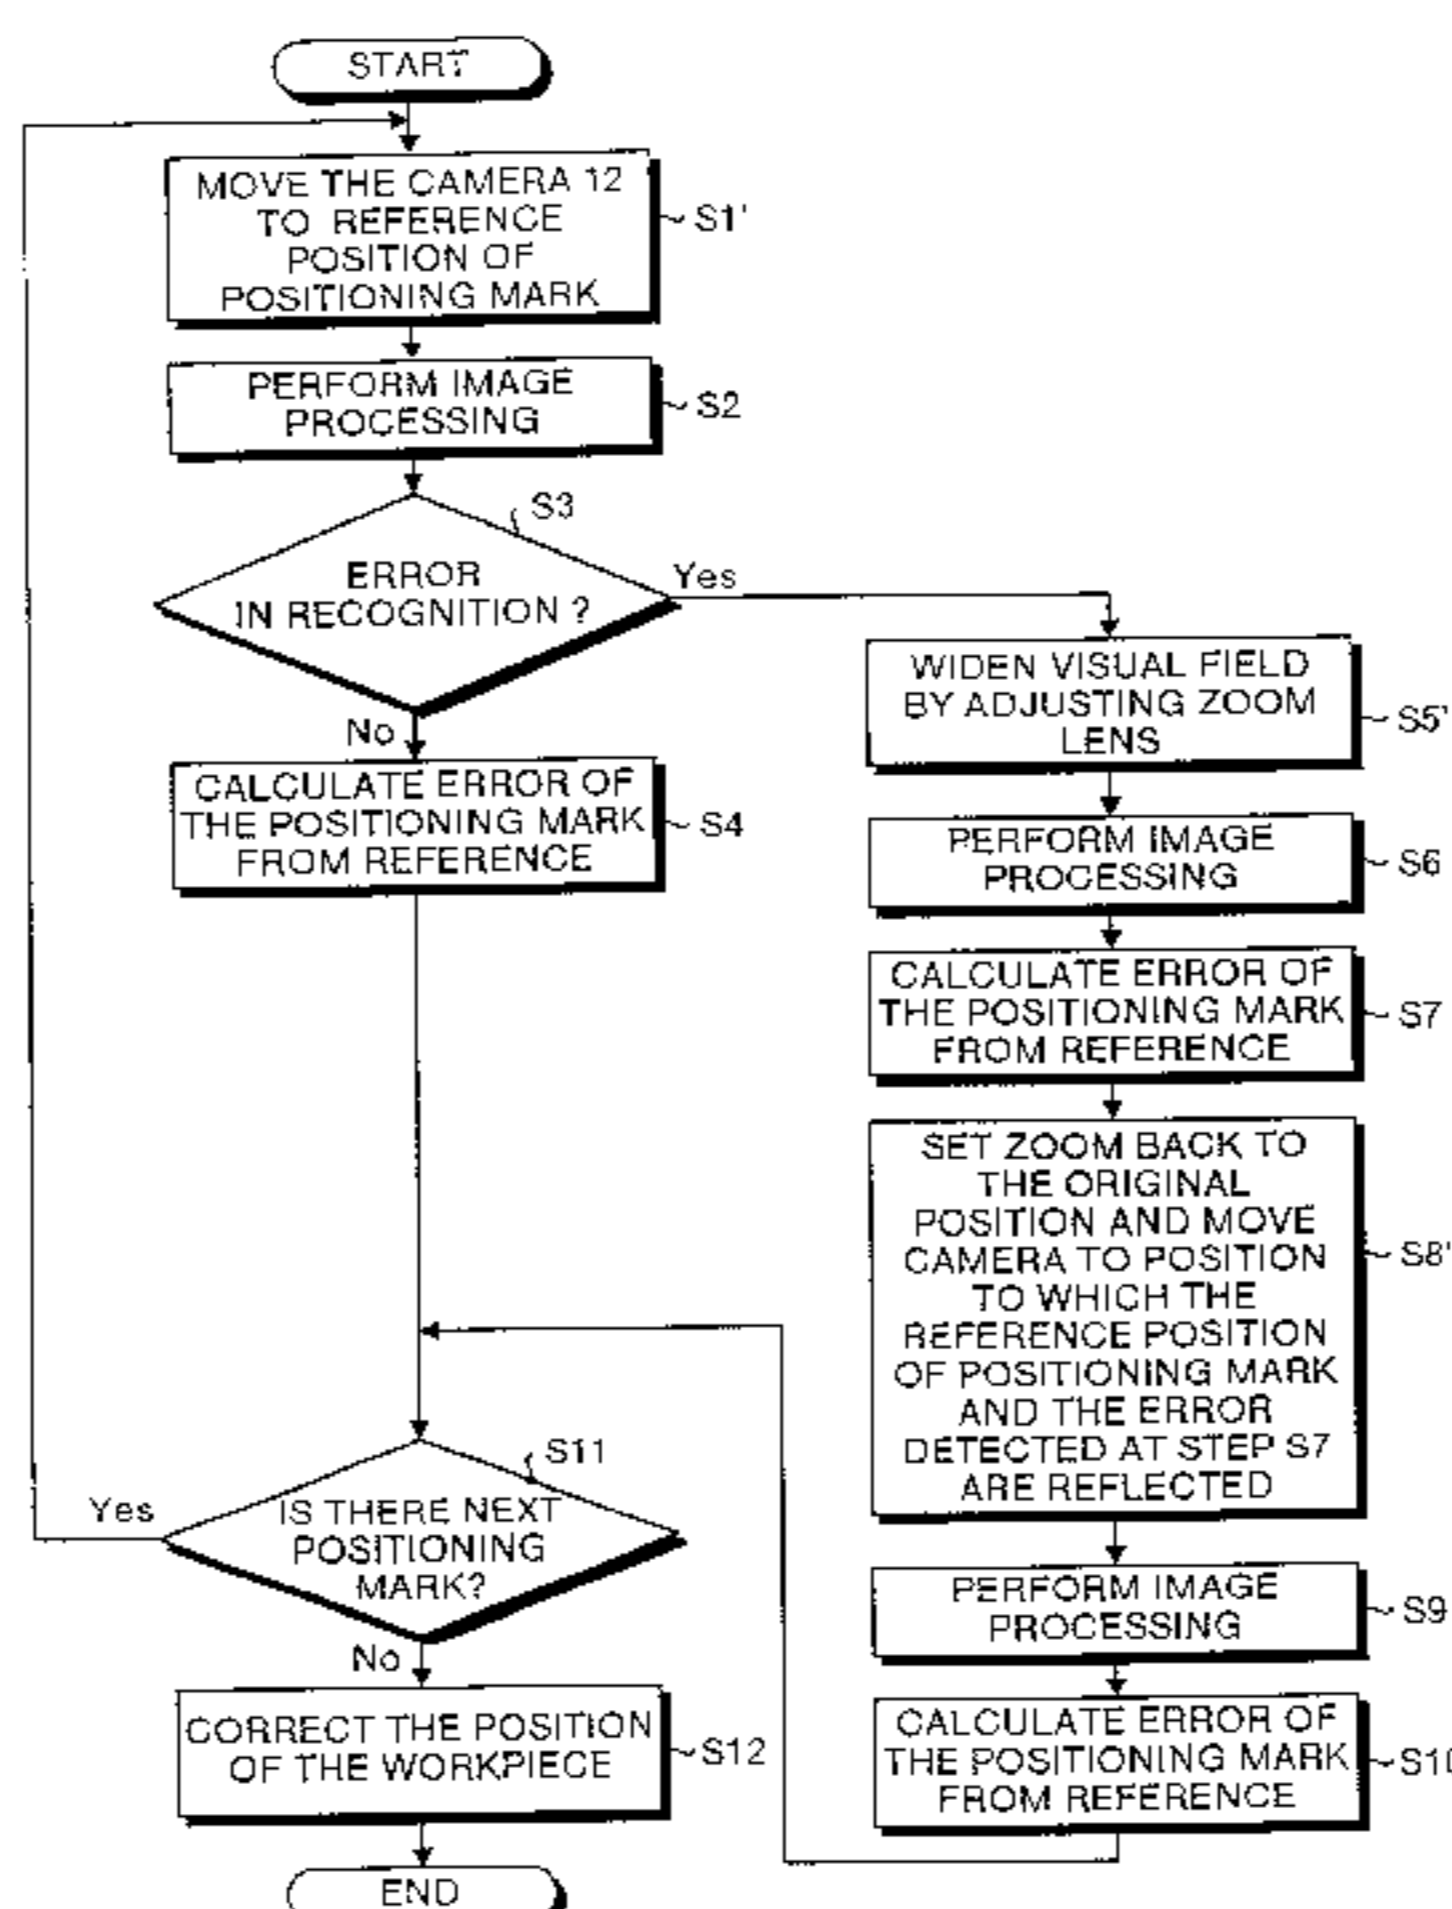 START
MOVE THE CAMERA 12
TO REFERENCE
POSITION OF
POSITIONING MARK
S1'
PERFORM IMAGE
PROCESSING
S2
S3
ERROR
IN RECOGNITION ?
Yes
No
CALCULATE ERROR OF
THE POSITIONING MARK
FROM REFERENCE
S4
WIDEN VISUAL FIELD
BY ADJUSTING ZOOM
LENS
S5'
PERFORM IMAGE
PROCESSING
S6
CALCULATE ERROR OF
THE POSITIONING MARK
FROM REFERENCE
S7
SET ZOOM BACK TO
THE ORIGINAL
POSITION AND MOVE
CAMERA TO POSITION
TO WHICH THE
REFERENCE POSITION
OF POSITIONING MARK
AND THE ERROR
DETECTED AT STEP S7
ARE REFLECTED
S8'
PERFORM IMAGE
PROCESSING
S9
CALCULATE ERROR OF
THE POSITIONING MARK
FROM REFERENCE
S10
S11
IS THERE NEXT
POSITIONING
MARK?
Yes
No
CORRECT THE POSITION
OF THE WORKPIECE
S12
END